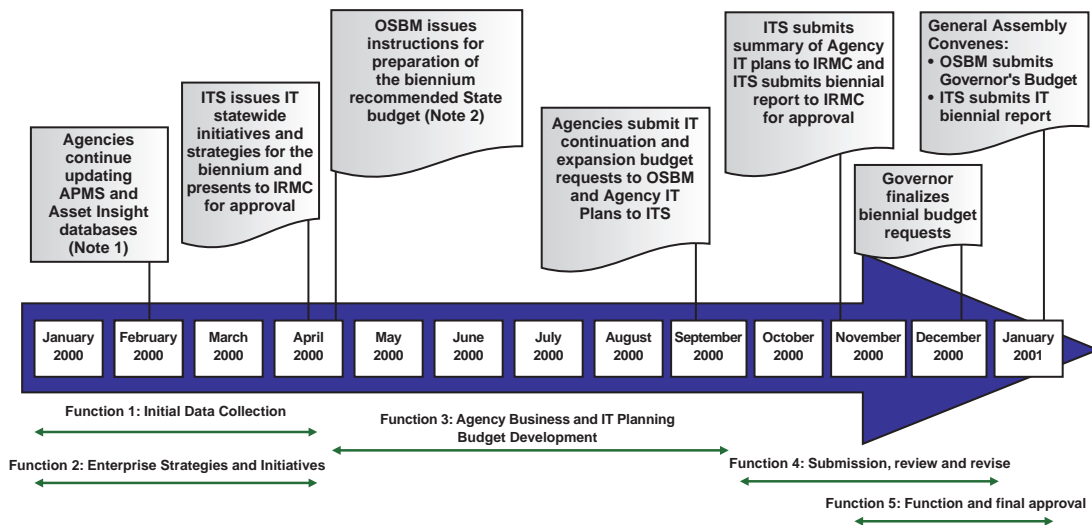 Agencies
continue
updating
APMS and
Asset Insight
databases
(Note 1)
ITS issues IT
statewide
initiatives and
strategies for the
biennium and
presents to IRMC
for approval
OSBM issues
instructions for
preparation of
the biennium
recommended State
budget (Note 2)
Agencies submit IT
continuation and
expansion budget
requests to OSBM
and Agency IT
Plans to ITS
ITS submits
summary of Agency
IT plans to IRMC and
ITS submits biennial
report to IRMC
for approval
Governor
finalizes
biennial budget
requests
General Assembly
Convenes:
• OSBM submits
Governor's Budget
• ITS submits IT
biennial report
January
2000
February
2000
March
2000
April
2000
May
2000
June
2000
July
2000
August
2000
September
2000
October
2000
November
2000
December
2000
January
2001
Function 1: Initial Data Collection
Function 2: Enterprise Strategies and Initiatives
Function 3: Agency Business and IT Planning
Budget Development
Function 4: Submission, review and revise
Function 5: Function and final approval